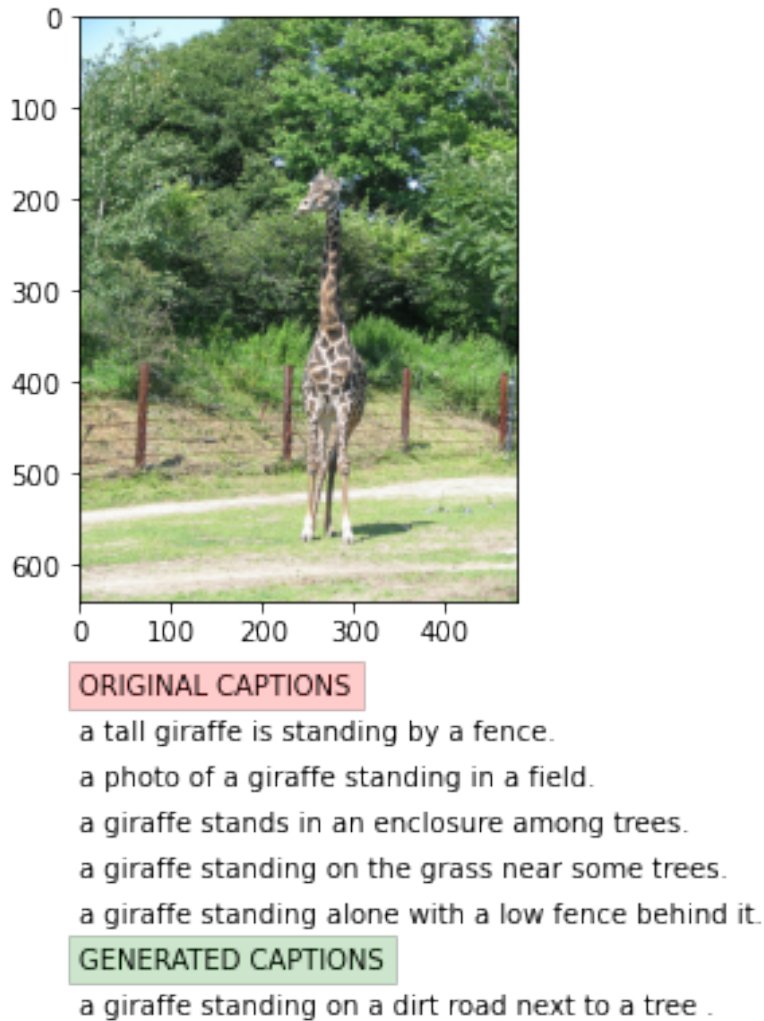 0
100
200
300
400
500
600
0 100 200 300 400
ORIGINAL CAPTIONS
a tall giraffe is standing by a fence.
a photo of a giraffe standing in a field.
a giraffe stands in an enclosure among trees.
a giraffe standing on the grass near some trees.
a giraffe standing alone with a low fence behind it.
GENERATED CAPTIONS
a giraffe standing on a dirt road next to a tree .